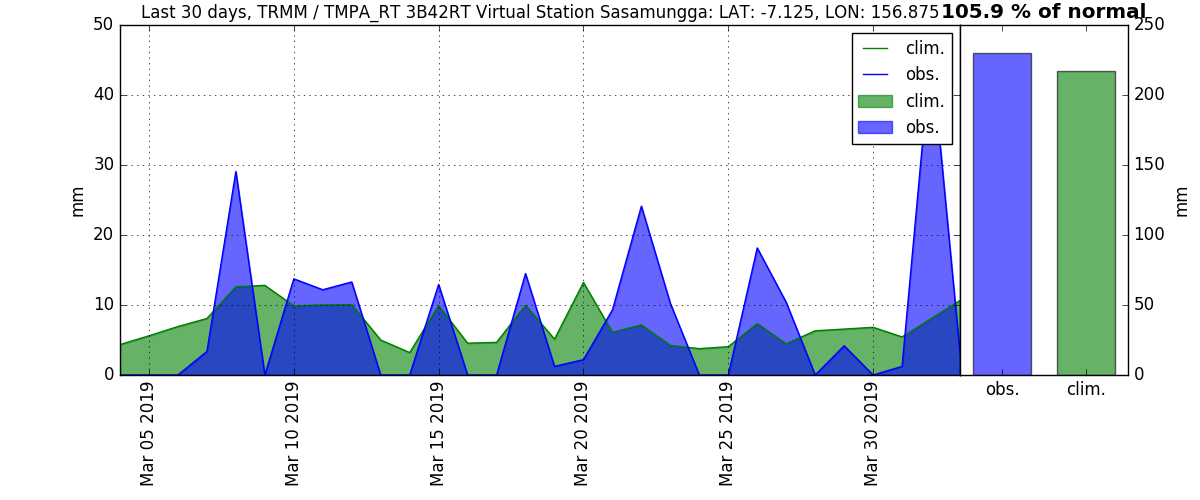 Last 30 days, TRMM / TMPA_RT 3B42RT Virtual Station Sasamungga: LAT: -7.125, LON: 156.875 105.9 % of normal
50
40
30
20
10
0
mm
clim.
obs.
clim.
obs.
250
200
150
100
50
0
mm
Mar 05 2019
Mar 10 2019
Mar 15 2019
Mar 20 2019
Mar 25 2019
Mar 30 2019
obs.
clim.